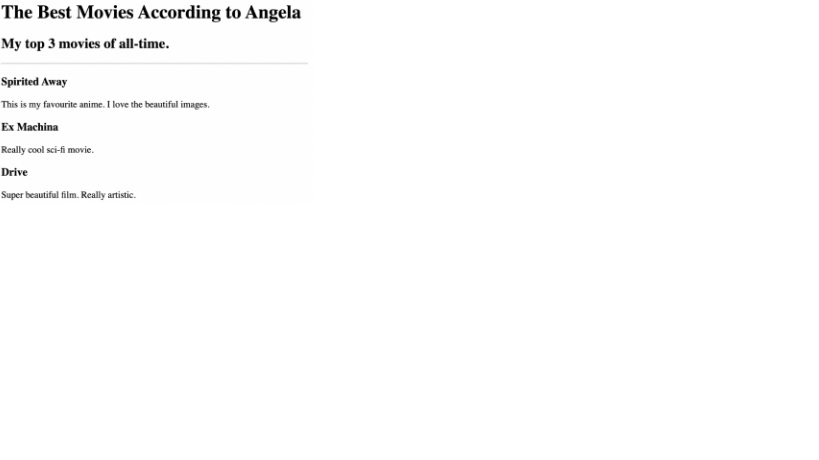 The Best Movies According to Angela
My top 3 movies of all-time.
Spirited Away
This is my favourite anime. I love the beautiful images.
Ex Machina
Really cool sci-fi movie.
Drive
Super beautiful film. Really artistic.